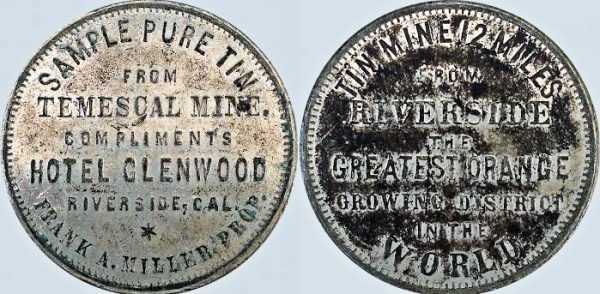 SAMPLE PURE TIN
FROM
TEMESCAL MINE.
COMPLIMENTS
HOTEL GLENWOOD
RIVERSIDE, CAL.
*
FRANK A. MILLER. PROP.
TIN MINE 12 MILES
FROM
RIVERSIDE
THE
GREATEST ORANGE
GROWING DISTRICT
IN THE
WORLD